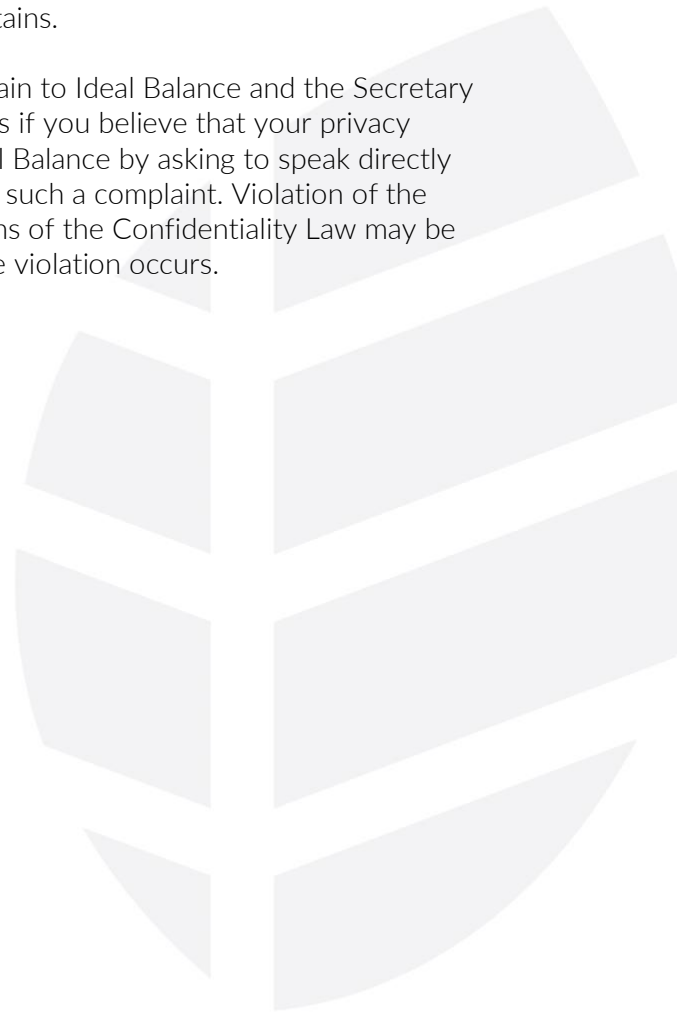 tains.
ain to Ideal Balance and the Secretary
s if you believe that your privacy
l Balance by asking to speak directly
such a complaint. Violation of the
ns of the Confidentiality Law may be
e violation occurs.